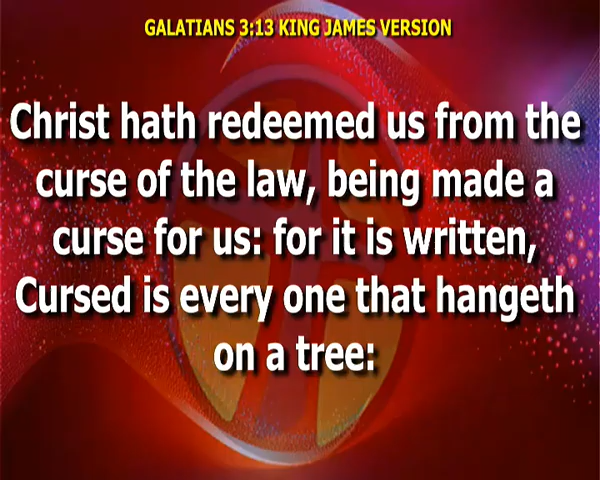 GALATIANS 3:13 KING JAMES VERSION
Christ hath redeemed us from the
curse of the law, being made a
curse for us: for it is written,
Cursed is every one that hangeth
on a tree: